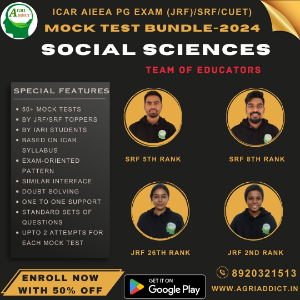 AGRI ADDICT
ICAR AIEEA PG EXAM (JRF)/SRF/CUET)
MOCK TEST BUNDLE-2024
SOCIAL SCIENCES
TEAM OF EDUCATORS
SPECIAL FEATURES
• 50+ MOCK TESTS
• BY JRF/SRF TOPPERS
• BY IARI STUDENTS
• BASED ON ICAR
SYLLABUS
• EXAM-ORIENTED
PATTERN
• SIMILAR INTERFACE
• DOUBT SOLVING
• ONE TO ONE SUPPORT
• STANDARD SETS OF
QUESTIONS
• UPTO 2 ATTEMPTS FOR
EACH MOCK TEST
SRF 5TH RANK
SRF 8TH RANK
JRF 26TH RANK
JRF 2ND RANK
ENROLL NOW
WITH 50% OFF
GET IT ON
Google Play
8920321513
WWW.AGRIADDICT.IN